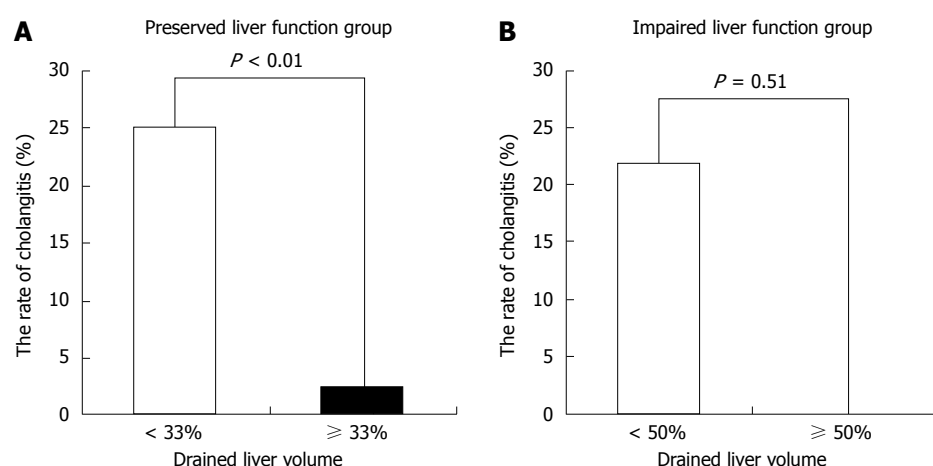 A
Preserved liver function group
P < 0.01
The rate of cholangitis (%)
30
25
20
15
10
5
0
< 33%
⩾ 33%
Drained liver volume
B
Impaired liver function group
P = 0.51
The rate of cholangitis (%)
30
25
20
15
10
5
0
< 50%
⩾ 50%
Drained liver volume